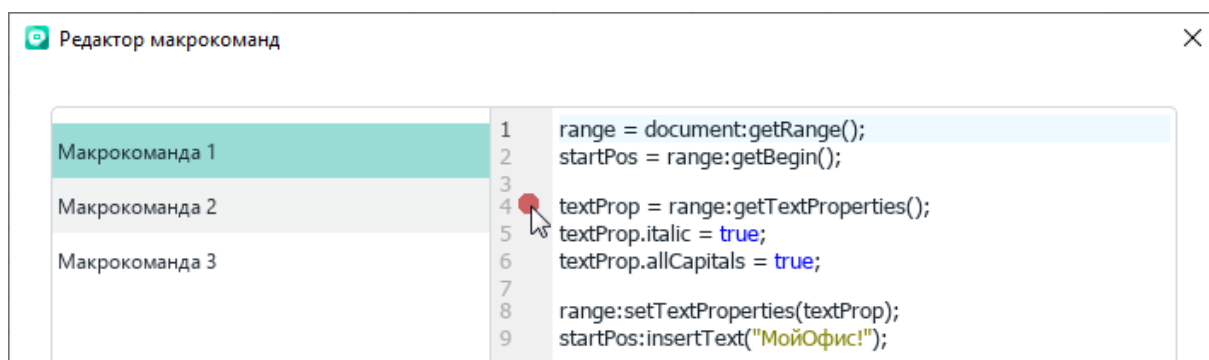 Редактор макрокоманд
Макрокоманда 1
Макрокоманда 2
Макрокоманда 3
1 range = document:getRange();
2 startPos = range:getBegin();
3
4 textProp = range:getTextProperties();
5 textProp.italic = true;
6 textProp.allCapitals = true;
7
8 range:setTextProperties(textProp);
9 startPos:insertText("МойОфис!");